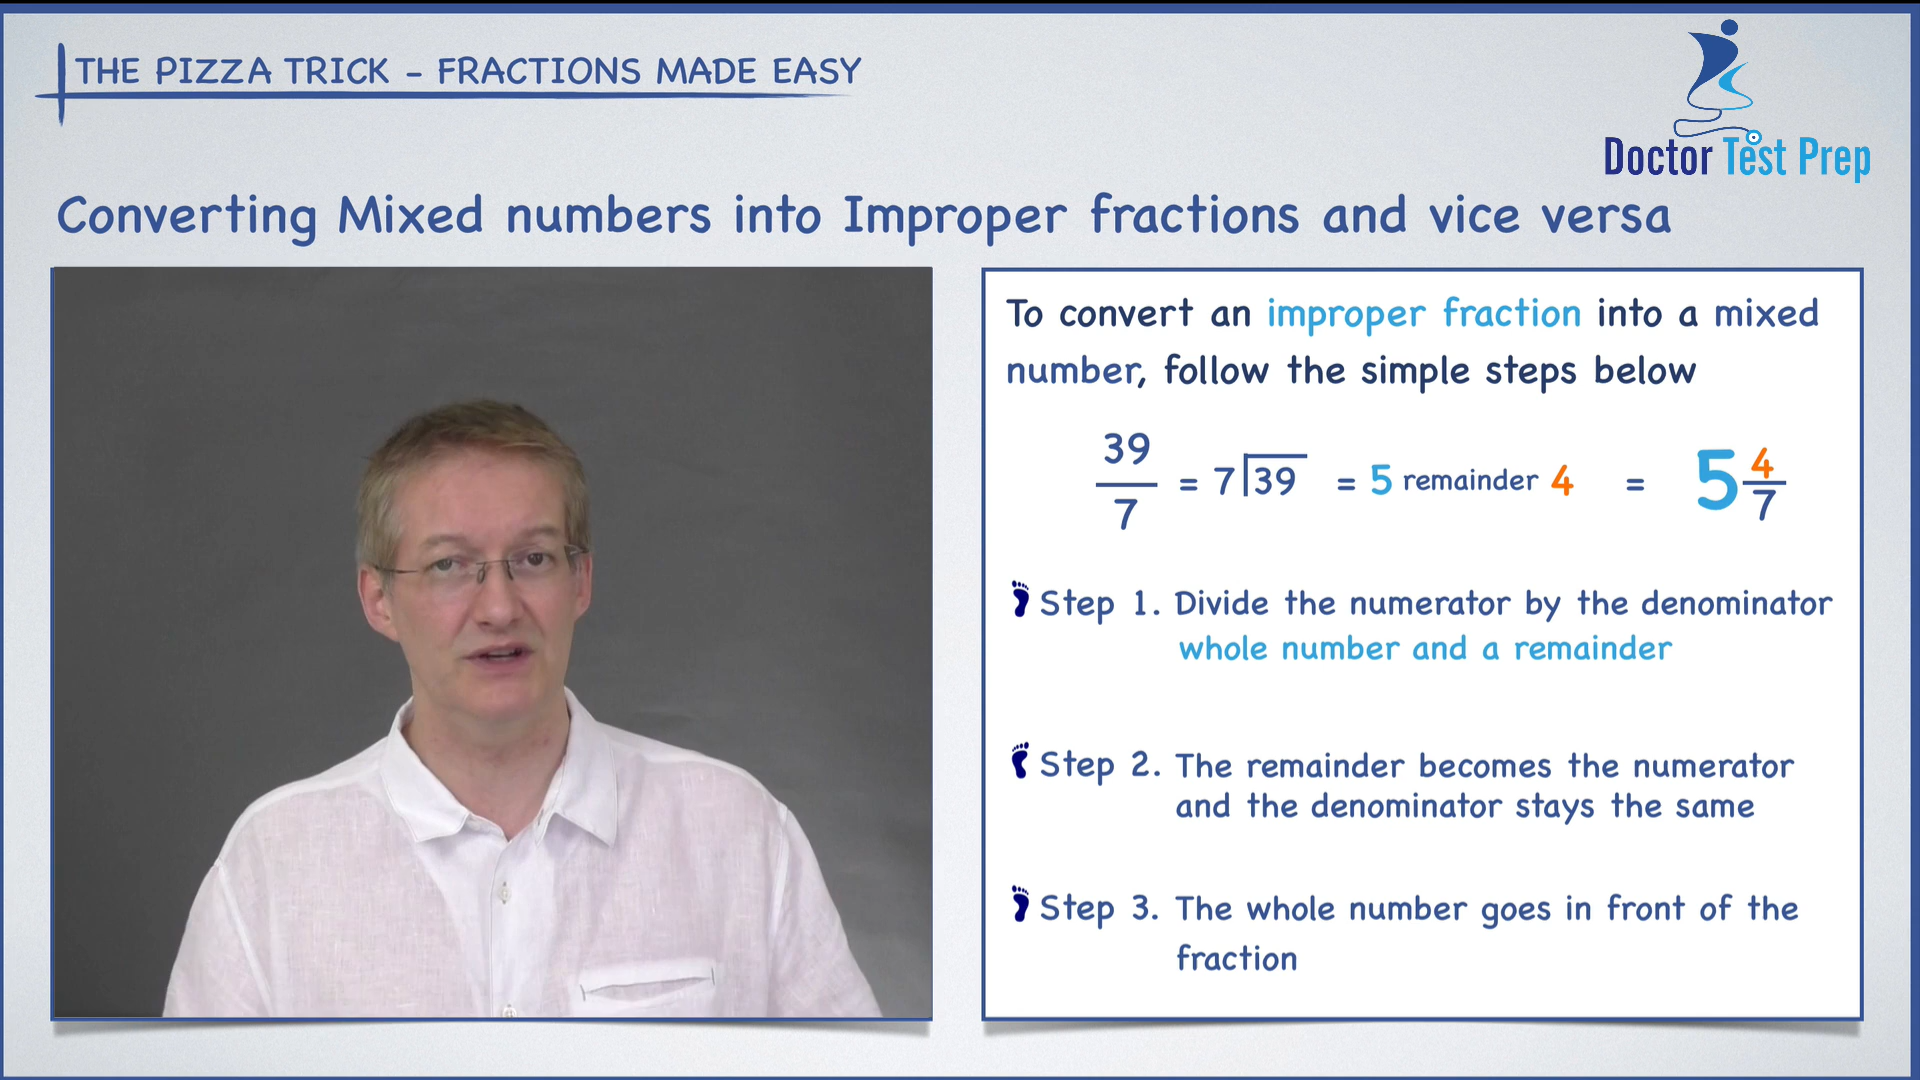 THE PIZZA TRICK - FRACTIONS MADE EASY
Doctor Test Prep
Converting Mixed numbers into Improper fractions and vice versa
To convert an improper fraction into a mixed
number, follow the simple steps below
39/7 = 7)39 = 5 remainder 4 = 5 4/7
Step 1. Divide the numerator by the denominator
whole number and a remainder
Step 2. The remainder becomes the numerator
and the denominator stays the same
Step 3. The whole number goes in front of the
fraction